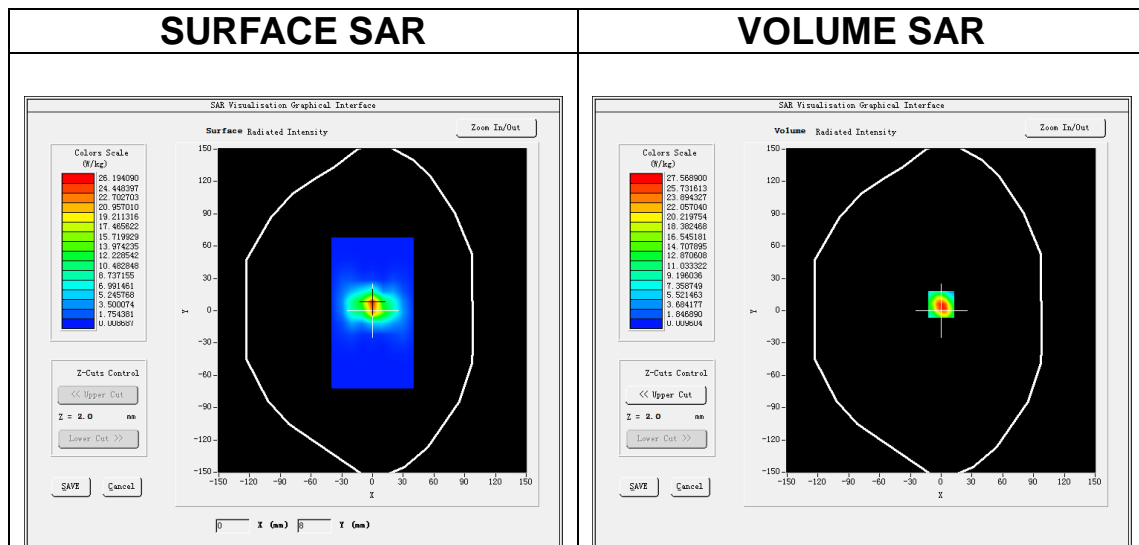 SURFACE SAR
VOLUME SAR
SAR Visualisation Graphical Interface
Surface Radiated Intensity
Zoom In/Out
Colors Scale
(W/kg)
26.194090
24.448397
22.702703
20.957010
19.211316
17.465622
15.719929
13.974235
12.228542
10.482848
8.737155
6.991461
5.245768
3.500074
1.754381
0.008687
150
120
90
60
30
0
-30
-60
-90
-120
-150
Y
-150 -120 -90 -60 -30 0 30 60 90 120 150
X
Z-Cuts Control
<< Upper Cut
Z = 2.0 mm
Lower Cut >>
SAVE Cancel
0 X (mm) 8 Y (mm)
SAR Visualisation Graphical Interface
Volume Radiated Intensity
Zoom In/Out
Colors Scale
(W/kg)
27.568900
25.731613
23.894327
22.057040
20.219754
18.382468
16.545181
14.707895
12.870608
11.033322
9.196036
7.358749
5.521463
3.684177
1.846890
0.009604
150
120
90
60
30
0
-30
-60
-90
-120
-150
Y
-150 -120 -90 -60 -30 0 30 60 90 120 150
X
Z-Cuts Control
<< Upper Cut
Z = 2.0 mm
Lower Cut >>
SAVE Cancel